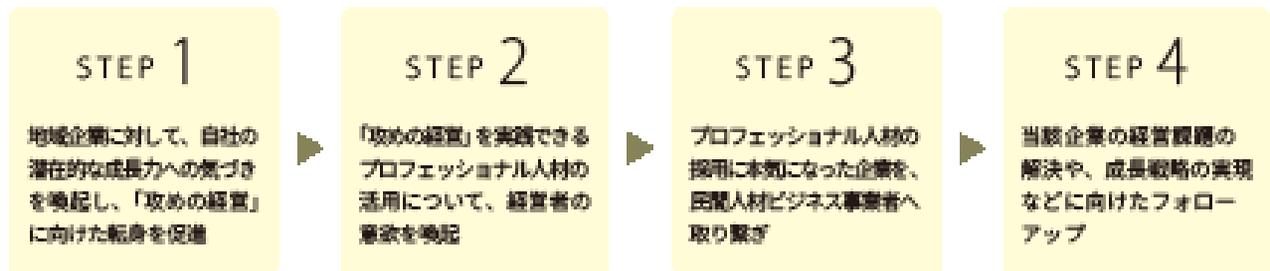 STEP 1
地域企業に対して、自社の
潜在的な成長力への気づき
を喚起し、「攻めの経営」
に向けた転身を促進
STEP 2
「攻めの経営」を実践できる
プロフェッショナル人材の
活用について、経営者の
意欲を喚起
STEP 3
プロフェッショナル人材の
採用に本気になった企業を、
民間人材ビジネス事業者へ
取り繋ぎ
STEP 4
当該企業の経営課題の
解決や、成長戦略の実現
などに向けたフォロー
アップ